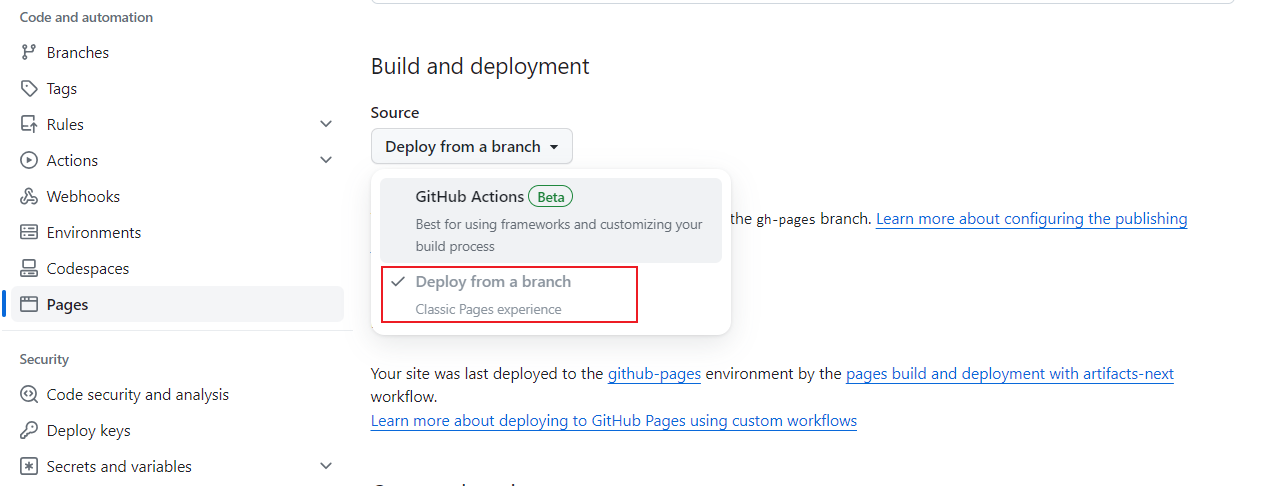 Code and automation
Branches
Tags
Rules
Actions
Webhooks
Environments
Codespaces
Pages
Security
Code security and analysis
Deploy keys
Secrets and variables
Build and deployment
Source
Deploy from a branch
GitHub Actions Beta
Best for using frameworks and customizing your
build process
Deploy from a branch
Classic Pages experience
the gh-pages branch. Learn more about configuring the publishing
Your site was last deployed to the github-pages environment by the pages build and deployment with artifacts-next
workflow.
Learn more about deploying to GitHub Pages using custom workflows